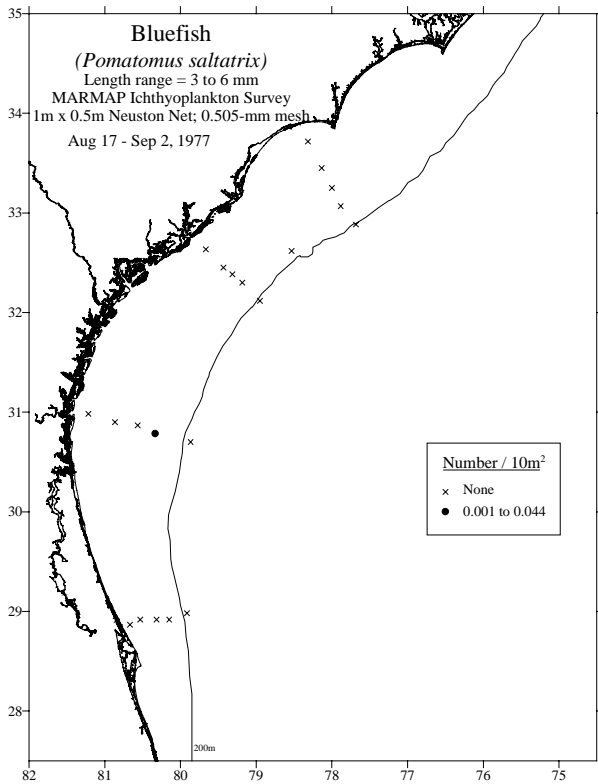 Bluefish
(Pomatomus saltatrix)
Length range = 3 to 6 mm
MARMAP Ichthyoplankton Survey
1m x 0.5m Neuston Net; 0.505-mm mesh
Aug 17 - Sep 2, 1977
35
34
33
32
31
30
29
28
Number / 10m²
× None
● 0.001 to 0.044
200m
82 81 80 79 78 77 76 75